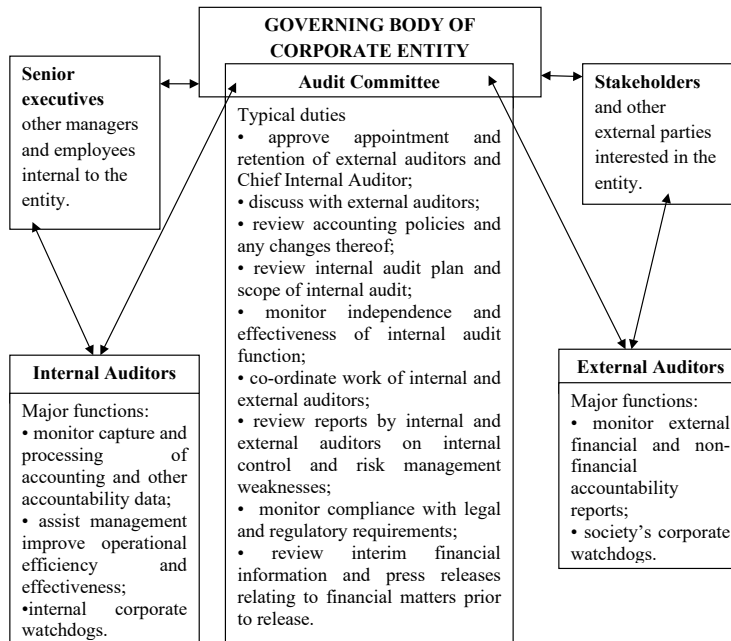 GOVERNING BODY OF
CORPORATE ENTITY
Senior
executives
other managers
and employees
internal to the
entity.
Audit Committee
Typical duties
• approve appointment and
retention of external auditors and
Chief Internal Auditor;
• discuss with external auditors;
• review accounting policies and
any changes thereof;
• review internal audit plan and
scope of internal audit;
• monitor independence and
effectiveness of internal audit
function;
• co-ordinate work of internal and
external auditors;
• review reports by internal and
external auditors on internal
control and risk management
weaknesses;
• monitor compliance with legal
and regulatory requirements;
• review interim financial
information and press releases
relating to financial matters prior
to release.
Stakeholders
and other
external parties
interested in the
entity.
Internal Auditors
Major functions:
• monitor capture and
processing of
accounting and other
accountability data;
• assist management
improve operational
efficiency and
effectiveness;
•internal corporate
watchdogs.
External Auditors
Major functions:
• monitor external
financial and non-
financial
accountability
reports;
• society’s corporate
watchdogs.